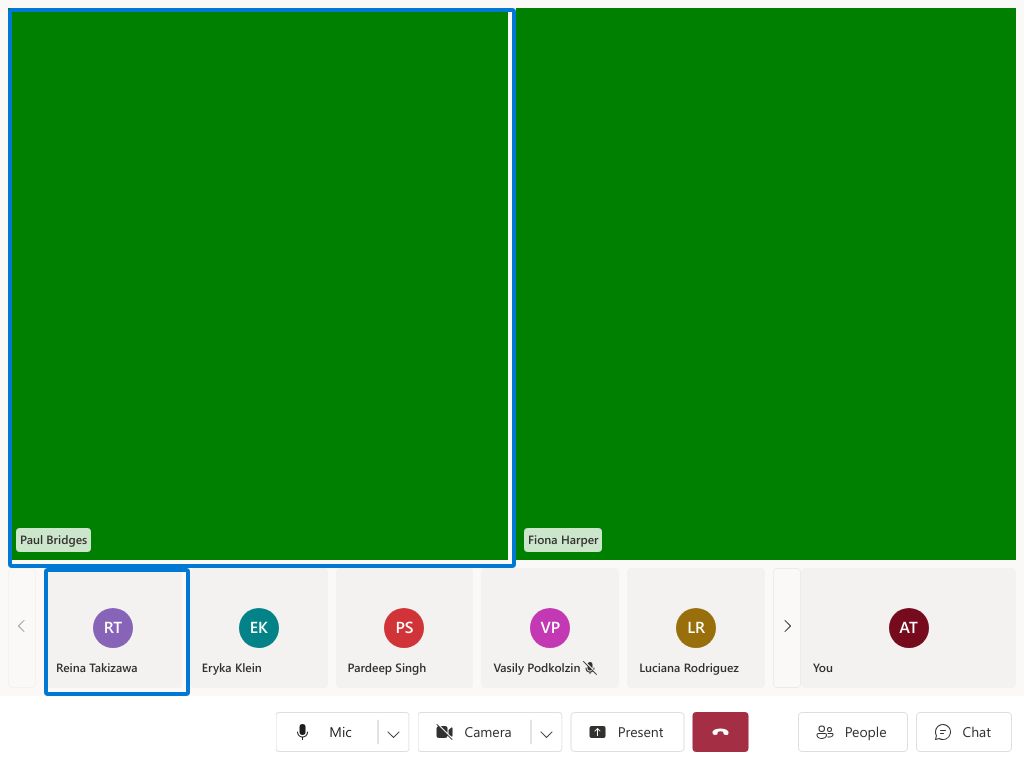 Paul Bridges
Fiona Harper
RT
EK
PS
VP
LR
AT
Reina Takizawa
Eryka Klein
Pardeep Singh
Vasily Podkolzin
Luciana Rodriguez
You
Mic
Camera
Present
People
Chat